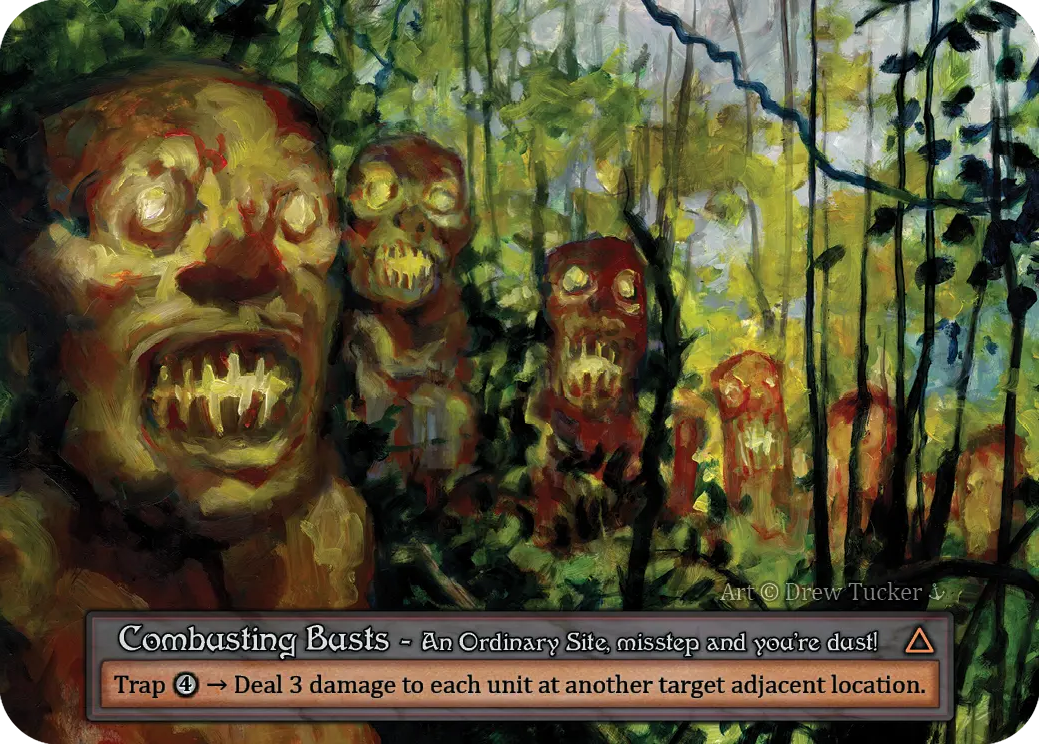 Art © Drew Tucker
Combusting Busts - An Ordinary Site, misstep and you're dust!
Trap ④ → Deal 3 damage to each unit at another target adjacent location.